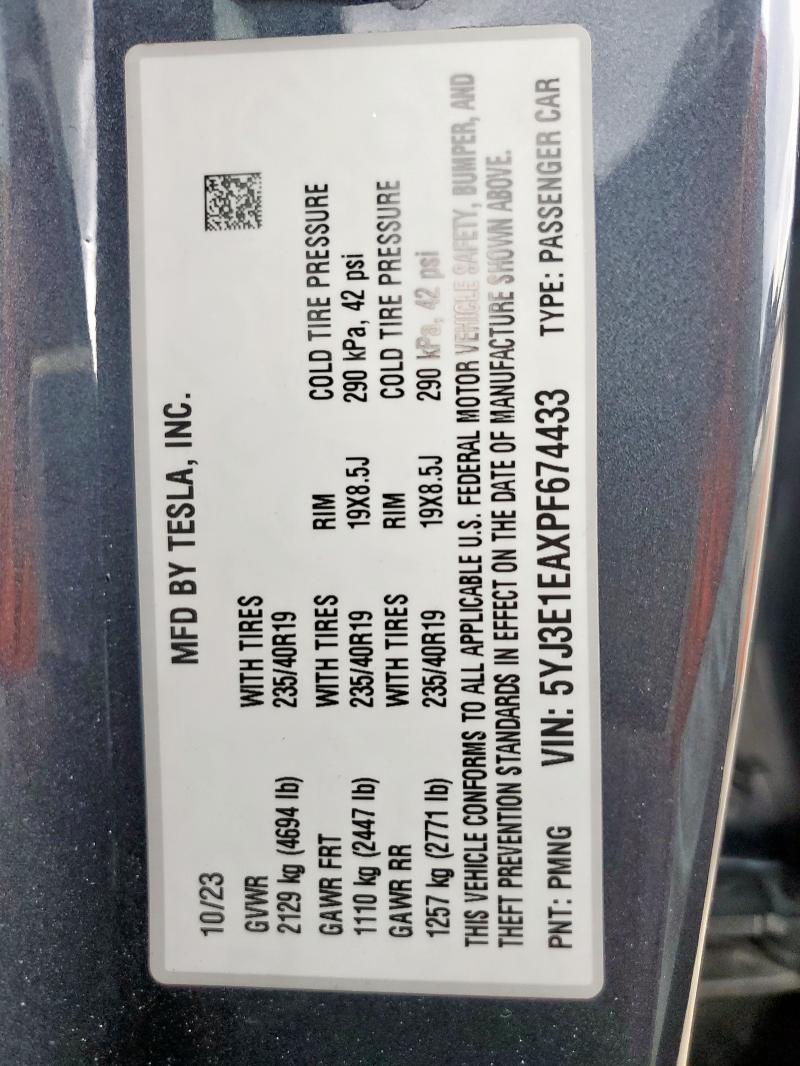 MFD BY TESLA, INC.
10/23
GVWR WITH TIRES
2129 kg (4694 lb) 235/40R19
GAWR FRT WITH TIRES RIM COLD TIRE PRESSURE
1110 kg (2447 lb) 235/40R19 19X8.5J 290 kPa, 42 psi
GAWR RR WITH TIRES RIM COLD TIRE PRESSURE
1257 kg (2771 lb) 235/40R19 19X8.5J 290 kPa, 42 psi
THIS VEHICLE CONFORMS TO ALL APPLICABLE U.S. FEDERAL MOTOR VEHICLE SAFETY, BUMPER, AND
THEFT PREVENTION STANDARDS IN EFFECT ON THE DATE OF MANUFACTURE SHOWN ABOVE.
PNT: PMNG VIN: 5YJ3E1EAXPF674433 TYPE: PASSENGER CAR